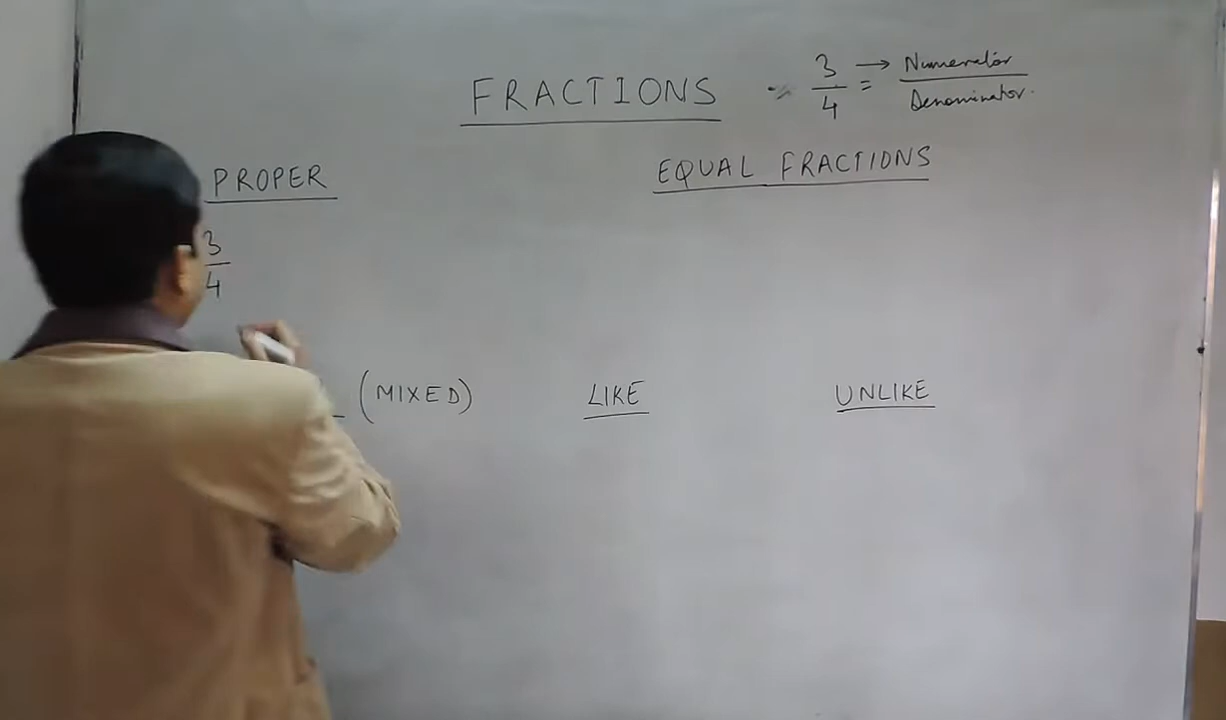 FRACTIONS - 3/4 = → Numerator/Denominator.
PROPER
EQUAL FRACTIONS
3/4
(MIXED)
LIKE
UNLIKE